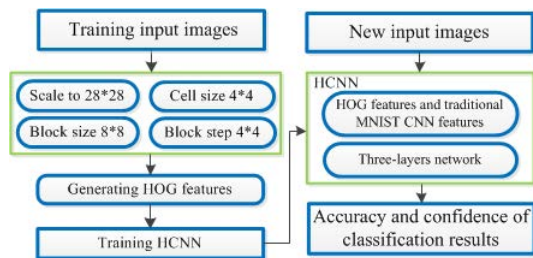 Training input images
Scale to 28*28
Cell size 4*4
Block size 8*8
Block step 4*4
Generating HOG features
Training HCNN
New input images
HCNN
HOG features and traditional
MNIST CNN features
Three-layers network
Accuracy and confidence of
classification results